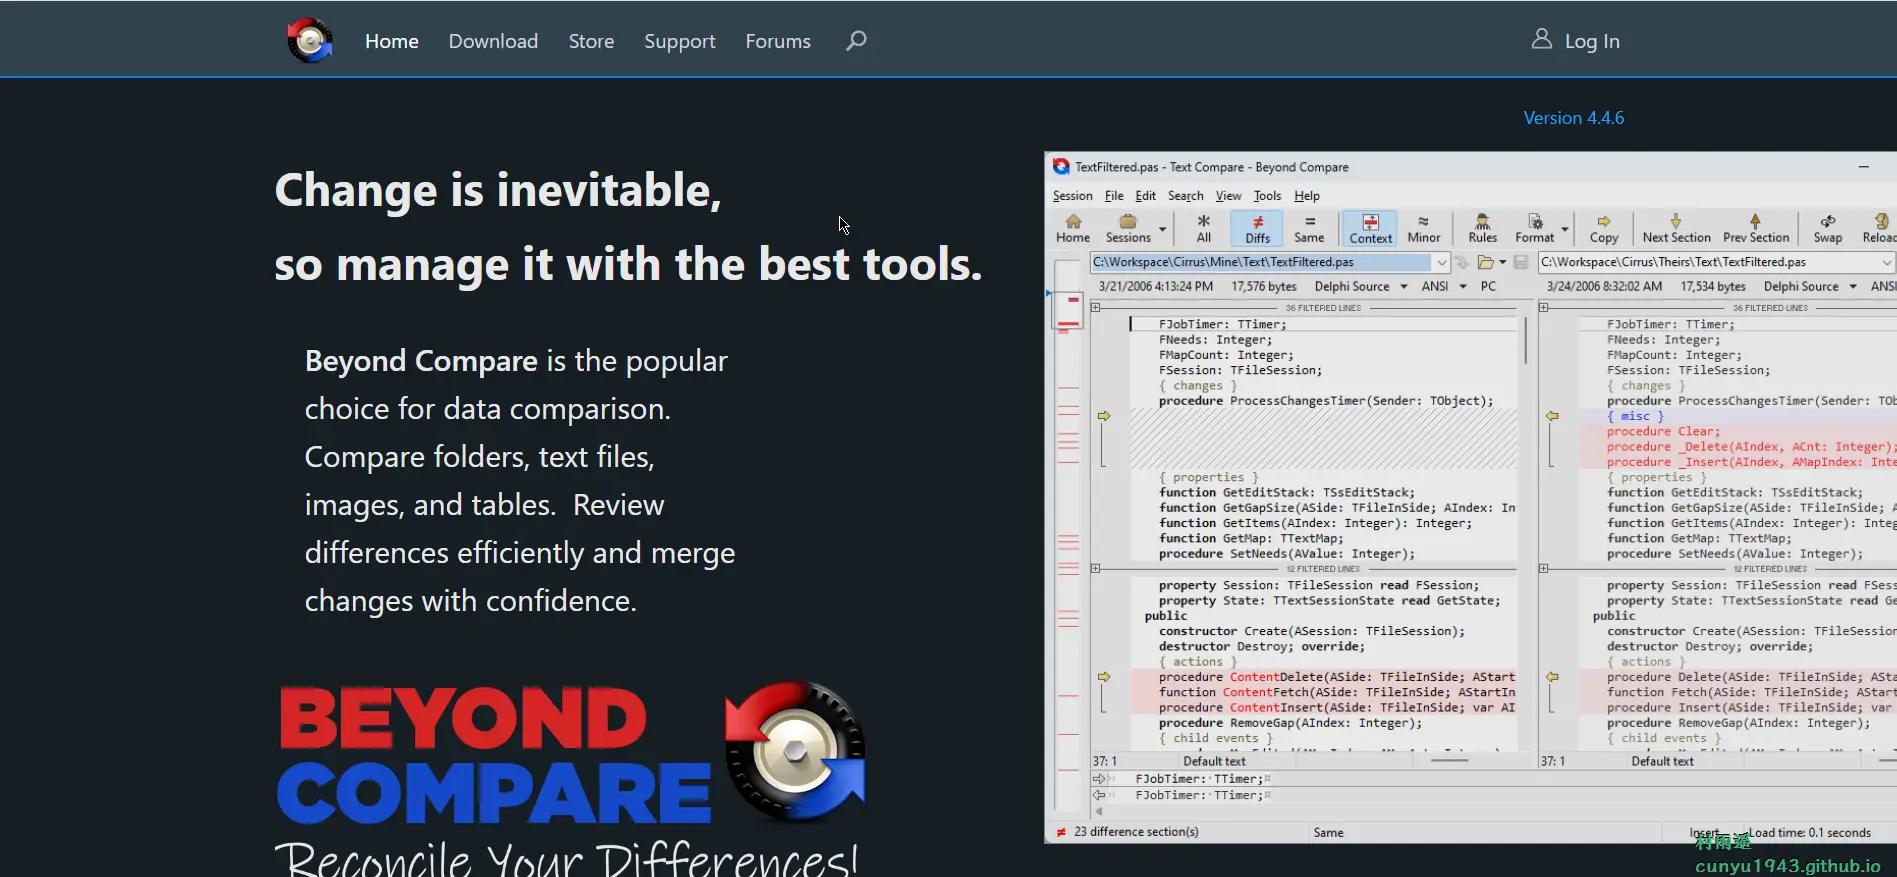 Home Download Store Support Forums Log In
Version 4.4.6
Change is inevitable,
so manage it with the best tools.
Beyond Compare is the popular
choice for data comparison.
Compare folders, text files,
images, and tables.  Review
differences efficiently and merge
changes with confidence.
BEYOND
COMPARE
Reconcile Your Differences!
TextFiltered.pas - Text Compare - Beyond Compare
Session File Edit Search View Tools Help
Home Sessions All Diffs Same Context Minor Rules Format Copy Next Section Prev Section Swap Reload
C:\Workspace\Cirrus\Mine\Text\TextFiltered.pas
3/21/2006 4:13:24 PM 17,576 bytes Delphi Source ANSI PC
36 FILTERED LINES
FJobTimer: TTimer;
FNeeds: Integer;
FMapCount: Integer;
FSession: TFileSession;
{ changes }
procedure ProcessChangesTimer(Sender: TObject);
{ properties }
function GetEditStack: TSsEditStack;
function GetGapSize(ASide: TFileInSide; AIndex: In
function GetItems(AIndex: Integer): Integer;
function GetMap: TTextMap;
procedure SetNeeds(AValue: Integer);
12 FILTERED LINES
property Session: TFileSession read FSession;
property State: TTextSessionState read GetState;
public
constructor Create(ASession: TFileSession);
destructor Destroy; override;
{ actions }
procedure ContentDelete(ASide: TFileInSide; AStart
function ContentFetch(ASide: TFileInSide; AStartIn
procedure ContentInsert(ASide: TFileInSide; var AI
procedure RemoveGap(AIndex: Integer);
{ child events }
37: 1 Default text
C:\Workspace\Cirrus\Theirs\Text\TextFiltered.pas
3/24/2006 8:32:02 AM 17,534 bytes Delphi Source ANSI
36 FILTERED LINES
FJobTimer: TTimer;
FNeeds: Integer;
FMapCount: Integer;
FSession: TFileSession;
{ changes }
procedure ProcessChangesTimer(Sender: TOb
{ misc }
procedure Clear;
procedure _Delete(AIndex, ACnt: Integer);
procedure _Insert(AIndex, AMapIndex: Inte
{ properties }
function GetEditStack: TSsEditStack;
function GetGapSize(ASide: TFileInSide; A
function GetItems(AIndex: Integer): Integ
function GetMap: TTextMap;
procedure SetNeeds(AValue: Integer);
12 FILTERED LINES
property Session: TFileSession read FSess
property State: TTextSessionState read Ge
public
constructor Create(ASession: TFileSession
destructor Destroy; override;
{ actions }
procedure Delete(ASide: TFileInSide; ASta
function Fetch(ASide: TFileInSide; AStart
procedure Insert(ASide: TFileInSide; var
procedure RemoveGap(AIndex: Integer);
{ child events }
37: 1 Default text
FJobTimer: TTimer;
FJobTimer: TTimer;
23 difference section(s) Same Insert Load time: 0.1 seconds
村雨遥
cunyu1943.github.io